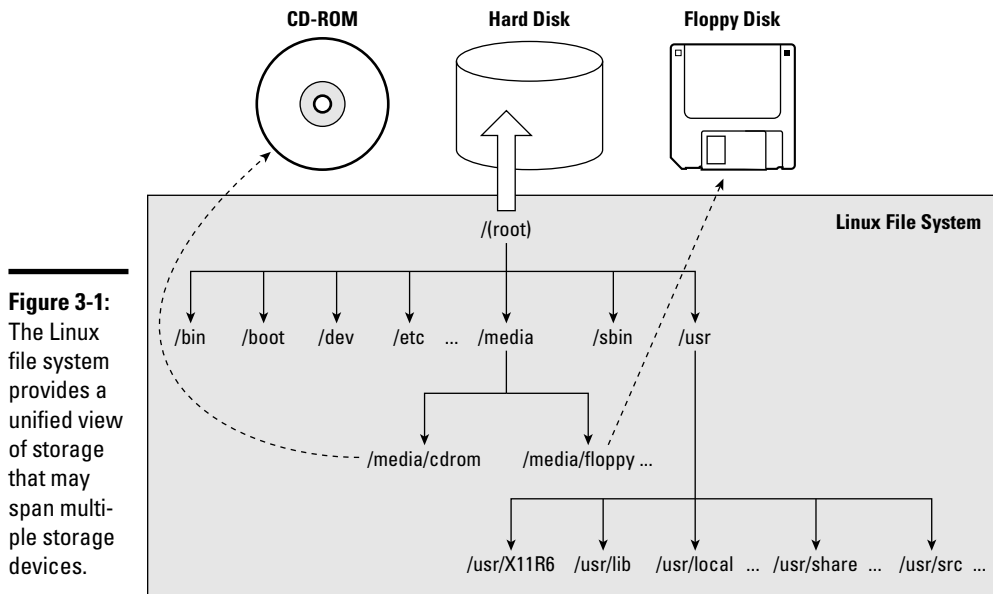 CD-ROM Hard Disk Floppy Disk
Linux File System
/(root)
/bin /boot /dev /etc ... /media /sbin /usr
/media/cdrom /media/floppy ...
/usr/X11R6 /usr/lib /usr/local ... /usr/share ... /usr/src ...
Figure 3-1:
The Linux
file system
provides a
unified view
of storage
that may
span multi-
ple storage
devices.